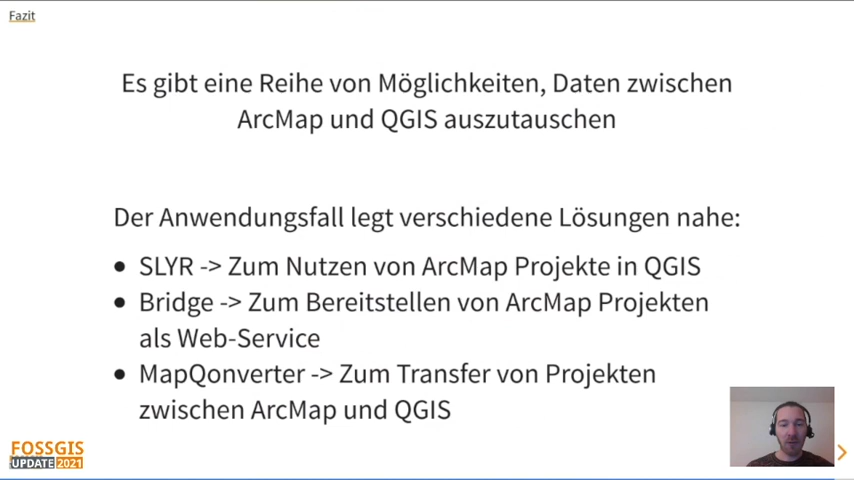 Fazit
Es gibt eine Reihe von Möglichkeiten, Daten zwischen
ArcMap und QGIS auszutauschen
Der Anwendungsfall legt verschiedene Lösungen nahe:
• SLYR -> Zum Nutzen von ArcMap Projekte in QGIS
• Bridge -> Zum Bereitstellen von ArcMap Projekten
als Web-Service
• MapQonverter -> Zum Transfer von Projekten
zwischen ArcMap und QGIS
FOSSGIS
UPDATE 2021